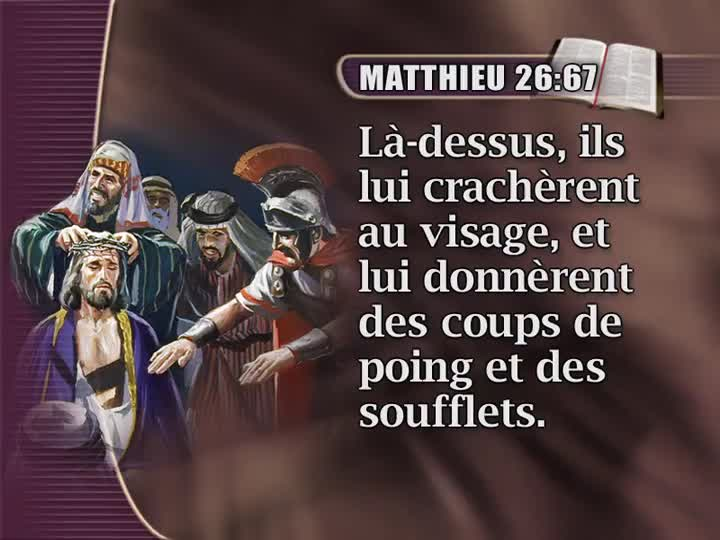 MATTHIEU 26:67
Là-dessus, ils
lui crachèrent
au visage, et
lui donnèrent
des coups de
poing et des
soufflets.